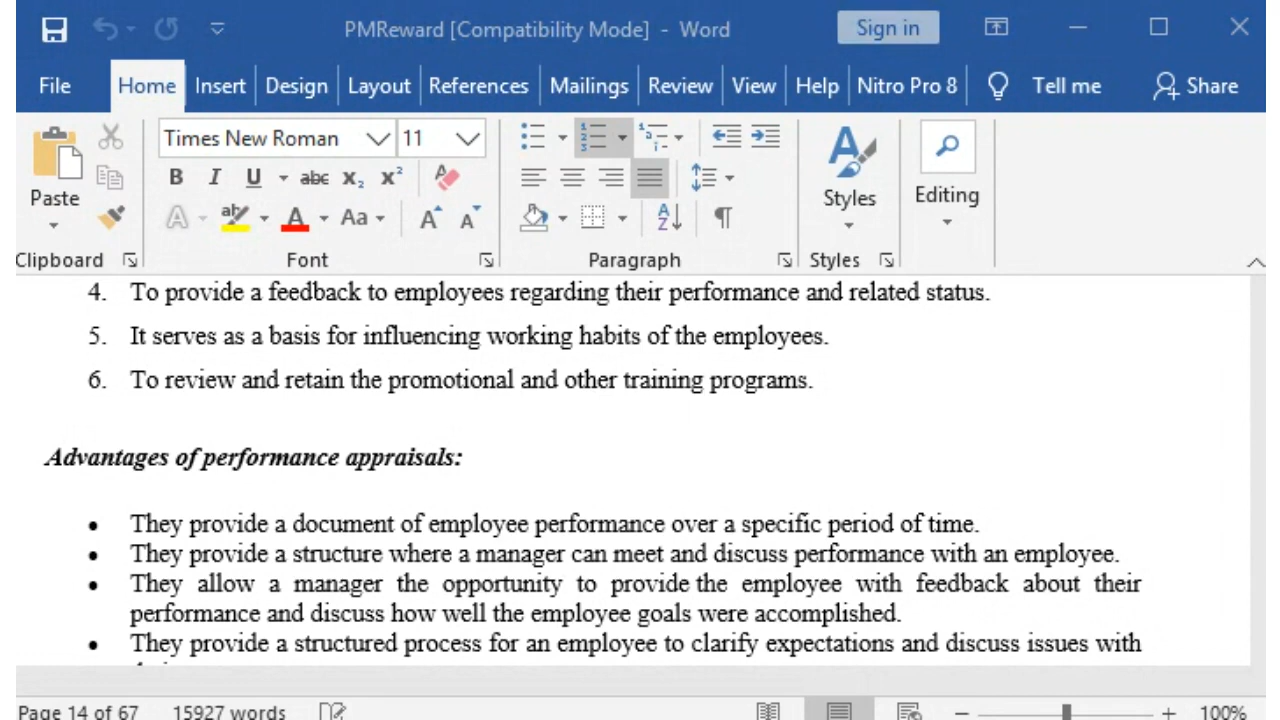 PMReward [Compatibility Mode] - Word
Sign in
File Home Insert Design Layout References Mailings Review View Help Nitro Pro 8 Tell me Share
Times New Roman 11
B I U abc X₂ X²
Paste
Styles
Editing
A aby A Aa A A
A Z
Clipboard Font Paragraph Styles
4. To provide a feedback to employees regarding their performance and related status.
5. It serves as a basis for influencing working habits of the employees.
6. To review and retain the promotional and other training programs.
Advantages of performance appraisals:
• They provide a document of employee performance over a specific period of time.
• They provide a structure where a manager can meet and discuss performance with an employee.
• They allow a manager the opportunity to provide the employee with feedback about their
performance and discuss how well the employee goals were accomplished.
• They provide a structured process for an employee to clarify expectations and discuss issues with
Page 14 of 67 15927 words 100%